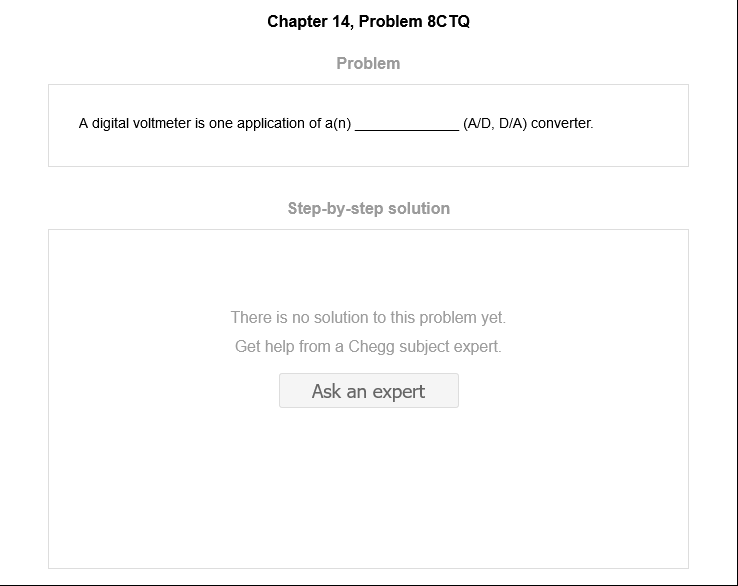 Chapter 14, Problem 8CTQ
Problem
A digital voltmeter is one application of a(n) _____________ (A/D, D/A) converter.
Step-by-step solution
There is no solution to this problem yet.
Get help from a Chegg subject expert.
Ask an expert